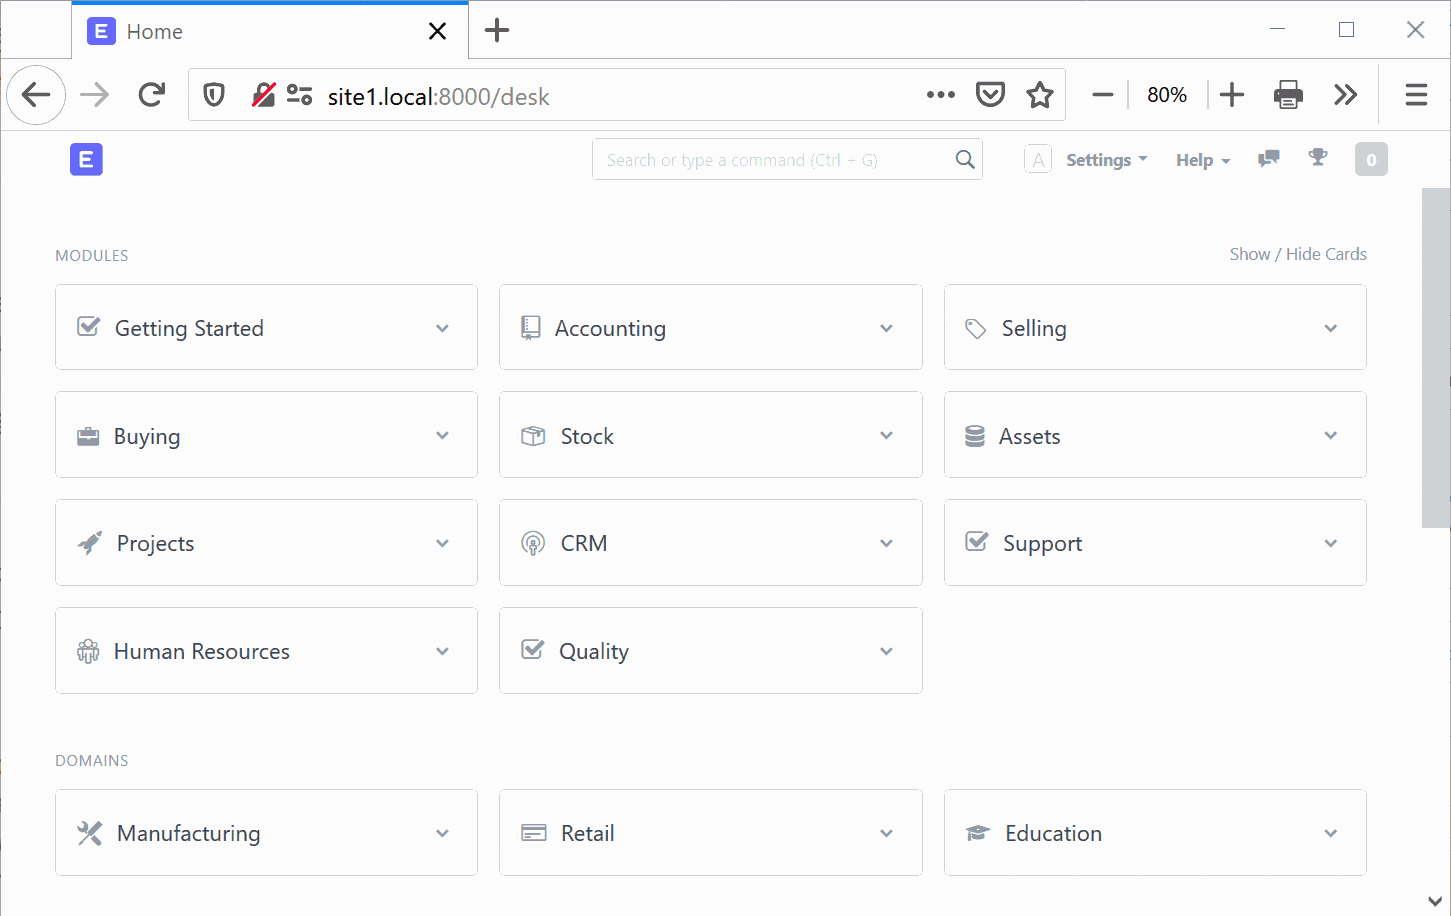 E Home
site1.local:8000/desk
80%
E
Search or type a command (Ctrl + G)
A
Settings
Help
0
MODULES
Show / Hide Cards
Getting Started
Accounting
Selling
Buying
Stock
Assets
Projects
CRM
Support
Human Resources
Quality
DOMAINS
Manufacturing
Retail
Education